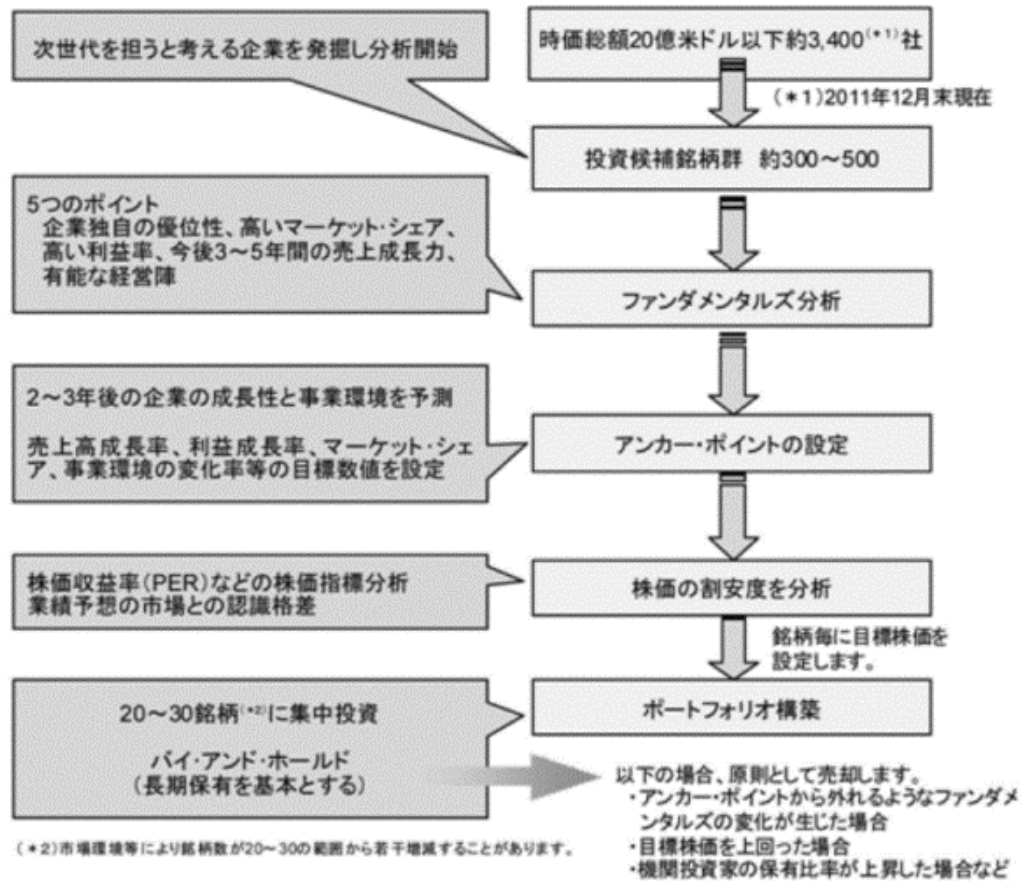 次世代を担うと考える企業を発掘し分析開始
時価総額20億米ドル以下約3,400(*1)社
(*1)2011年12月末現在
投資候補銘柄群 約300~500
5つのポイント
企業独自の優位性、高いマーケット・シェア、
高い利益率、今後3~5年間の売上成長力、
有能な経営陣
ファンダメンタルズ分析
2~3年後の企業の成長性と事業環境を予測
売上高成長率、利益成長率、マーケット・シェ
ア、事業環境の変化率等の目標数値を設定
アンカー・ポイントの設定
株価収益率(PER)などの株価指標分析
業績予想の市場との認識格差
株価の割安度を分析
銘柄毎に目標株価を
設定します。
20~30銘柄(*2)に集中投資
バイ・アンド・ホールド
(長期保有を基本とする)
ポートフォリオ構築
以下の場合、原則として売却します。
・アンカー・ポイントから外れるようなファンダメ
ンタルズの変化が生じた場合
・目標株価を上回った場合
・機関投資家の保有比率が上昇した場合など
(*2)市場環境等により銘柄数が20~30の範囲から若干増減することがあります。